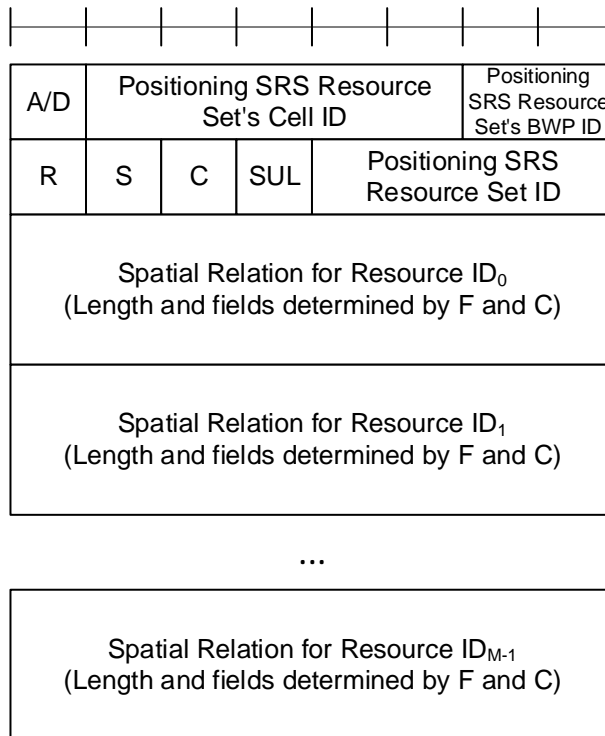 A/D
Positioning SRS Resource
Set's Cell ID
Positioning
SRS Resource
Set's BWP ID
R
S
C
SUL
Positioning SRS
Resource Set ID
Spatial Relation for Resource ID₀
(Length and fields determined by F and C)
Spatial Relation for Resource ID₁
(Length and fields determined by F and C)
...
Spatial Relation for Resource ID_M-1
(Length and fields determined by F and C)